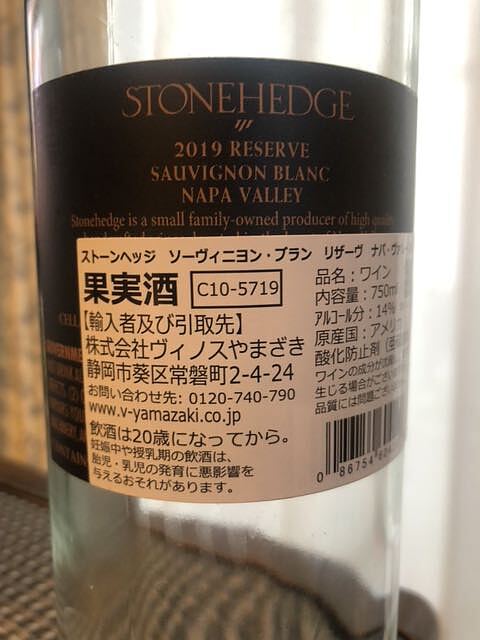 STONEHEDGE
2019 RESERVE
SAUVIGNON BLANC
NAPA VALLEY
Stonehedge is a small family-owned producer of high quality
ストーンヘッジ ソーヴィニヨン・ブラン リザーヴ ナパ・ヴァレー
果実酒 C10-5719
【輸入者及び引取先】
株式会社ヴィノスやまざき
静岡市葵区常磐町2-4-24
お問い合わせ先: 0120-740-790
www.v-yamazaki.co.jp
飲酒は20歳になってから。
妊娠中や授乳期の飲酒は、
胎児・乳児の発育に悪影響を
与えるおそれがあります。
品名：ワイン
内容量：750ml
アルコール分：14%
原産国：アメリカ
酸化防止剤
ワインの成分が
生じる場合が
品質には問題
0 86754